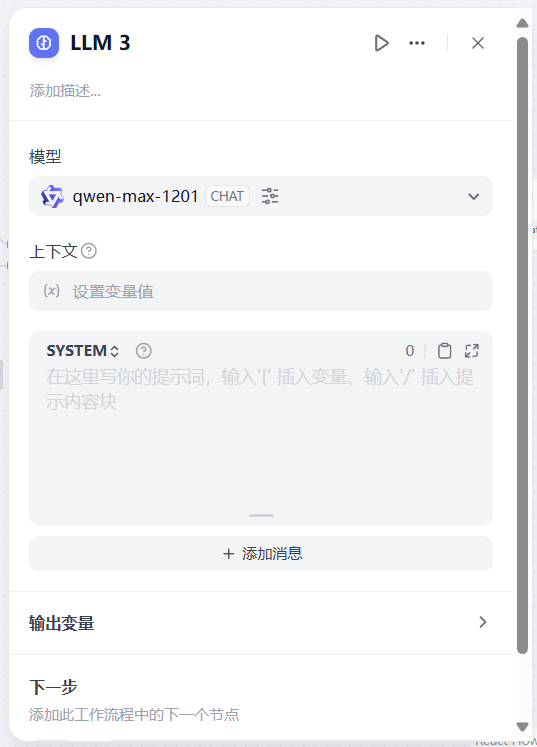 LLM 3
添加描述...
模型
qwen-max-1201 CHAT
上下文
{x} 设置变量值
SYSTEM 0
在这里写你的提示词，输入'{' 插入变量、输入'/' 插入提
示内容块
+ 添加消息
输出变量
下一步
添加此工作流程中的下一个节点